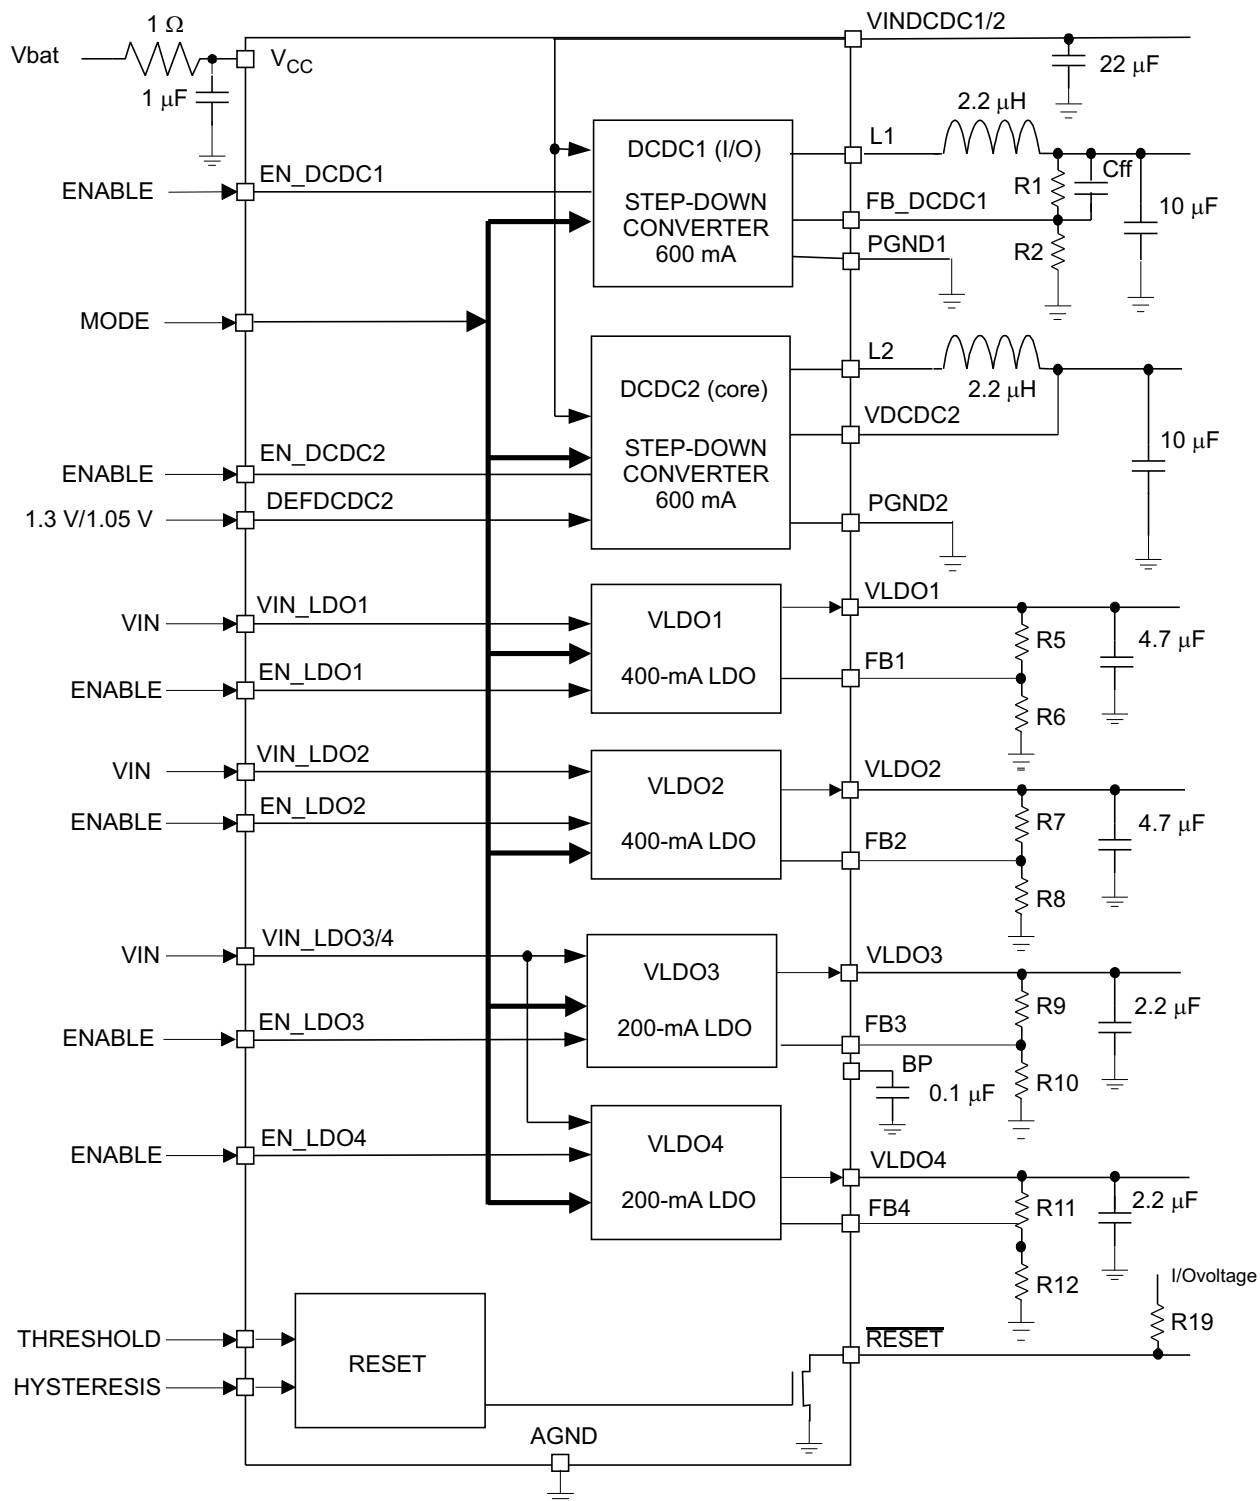 VINDCDC1/2
1 Ω
Vbat
VCC
1 μF
22 μF
2.2 μH
DCDC1 (I/O)
L1
EN_DCDC1
ENABLE
STEP-DOWN
CONVERTER
600 mA
FB_DCDC1
R1
Cff
10 μF
PGND1
R2
MODE
L2
2.2 μH
DCDC2 (core)
VDCDC2
10 μF
EN_DCDC2
ENABLE
STEP-DOWN
CONVERTER
600 mA
DEFDCDC2
1.3 V/1.05 V
PGND2
VLDO1
VIN_LDO1
VIN
VLDO1
R5
4.7 μF
EN_LDO1
ENABLE
400-mA LDO
FB1
R6
VIN_LDO2
VIN
VLDO2
VLDO2
EN_LDO2
ENABLE
400-mA LDO
FB2
R7
4.7 μF
R8
VIN_LDO3/4
VIN
VLDO3
VLDO3
R9
2.2 μF
EN_LDO3
ENABLE
200-mA LDO
FB3
BP
0.1 μF
R10
EN_LDO4
ENABLE
VLDO4
VLDO4
200-mA LDO
FB4
R11
2.2 μF
R12
I/Ovoltage
R19
THRESHOLD
RESET
RESET
HYSTERESIS
AGND